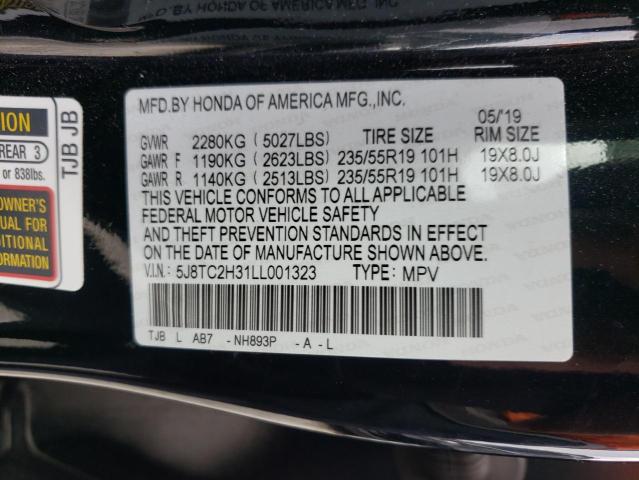 MFD.BY HONDA OF AMERICA MFG.,INC.
05/'19
GVWR 2280KG (5027LBS) TIRE SIZE RIM SIZE
GAWR F 1190KG (2623LBS) 235/55R19 101H 19X8.0J
GAWR R 1140KG (2513LBS) 235/55R19 101H 19X8.0J
THIS VEHICLE CONFORMS TO ALL APPLICABLE
FEDERAL MOTOR VEHICLE SAFETY
AND THEFT PREVENTION STANDARDS IN EFFECT
ON THE DATE OF MANUFACTURE SHOWN ABOVE.
V.I.N.: 5J8TC2H31LL001323 TYPE: MPV
TJB L AB7 -NH893P -A-L
ION
REAR 3
or 838lbs.
TJB JB
OWNER'S
UAL FOR
ITIONAL
RMATION